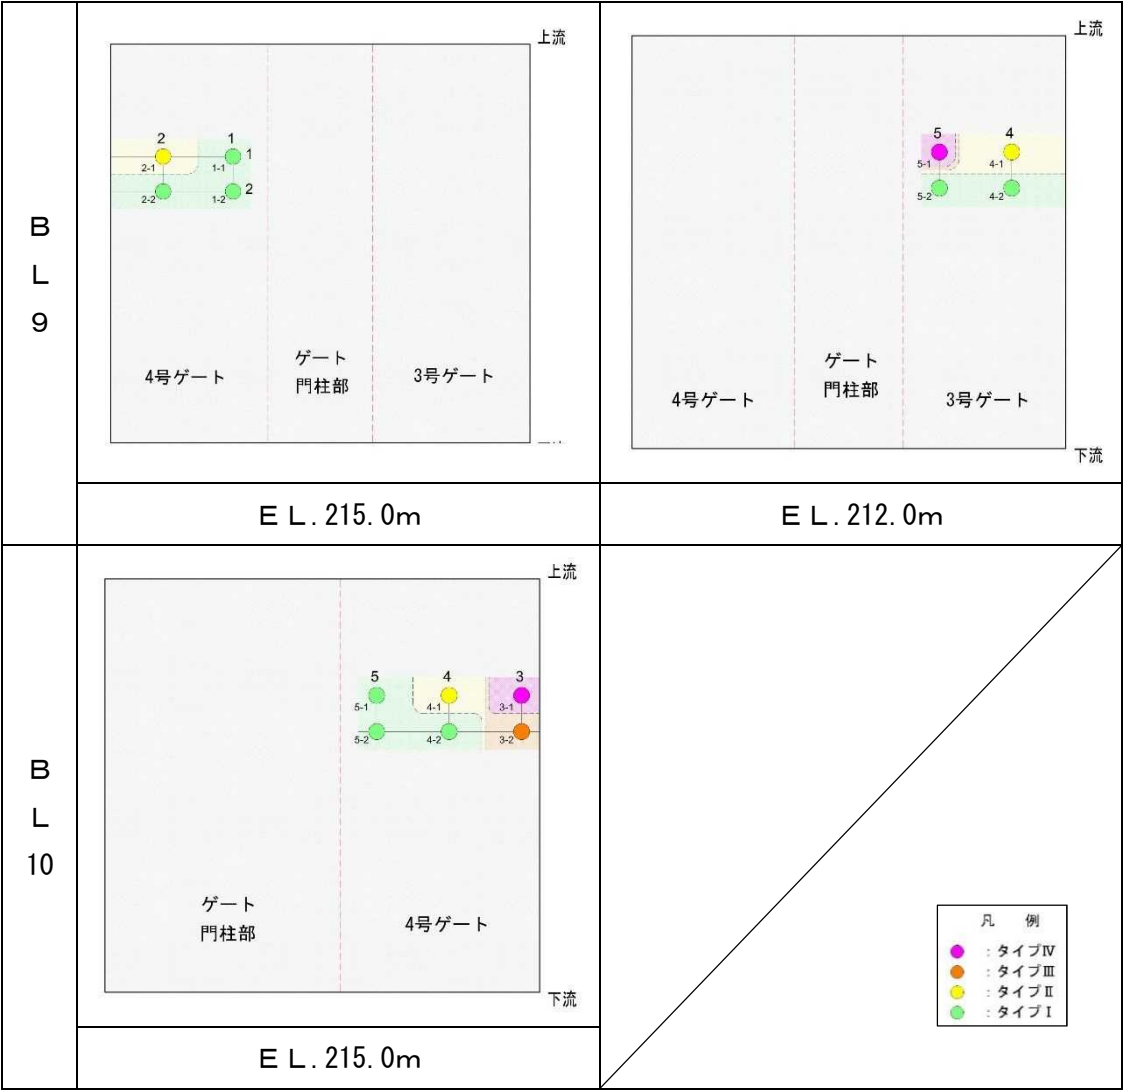 BL9
上流
2 1
1
2-1 1-1
2
2-2 1-2
ゲート
門柱部
4号ゲート
3号ゲート
EL.215.0m
上流
5 4
5-1 4-1
5-2 4-2
ゲート
門柱部
4号ゲート
3号ゲート
下流
EL.212.0m
BL10
上流
5 4 3
5-1 4-1 3-1
5-2 4-2 3-2
ゲート
門柱部
4号ゲート
下流
EL.215.0m
凡 例
:タイプⅣ
:タイプⅢ
:タイプⅡ
:タイプⅠ